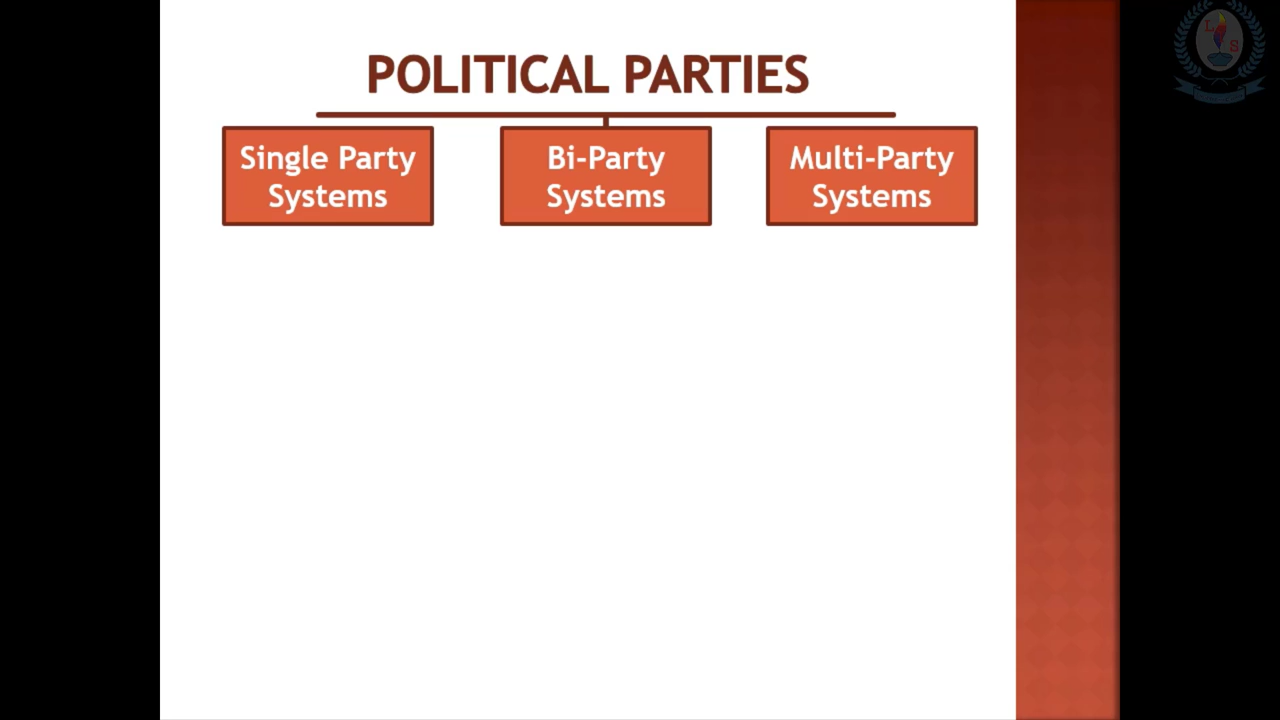 POLITICAL PARTIES
Single Party
Systems
Bi-Party
Systems
Multi-Party
Systems
L
S